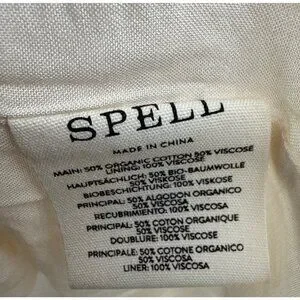 SPELL
MADE IN CHINA
MAIN: 50% ORGANIC COTTON 50% VISCOSE
LINING: 100% VISCOSE
HAUPTSÄCHLICH: 50% BIO-BAUMWOLLE
50% VISKOSE
BIOBESCHICHTUNG: 100% VISKOSE
PRINCIPAL: 50% ALGODON ORGANICO
50% VISCOSA
RECUBRIMIENTO: 100% VISCOSA
PRINCIPAL: 50% COTON ORGANIQUE
50% VISCOSE
DOUBLURE: 100% VISCOSE
PRINCIPALE: 50% COTONE ORGANICO
50% VISCOSA
LINER: 100% VISCOSA